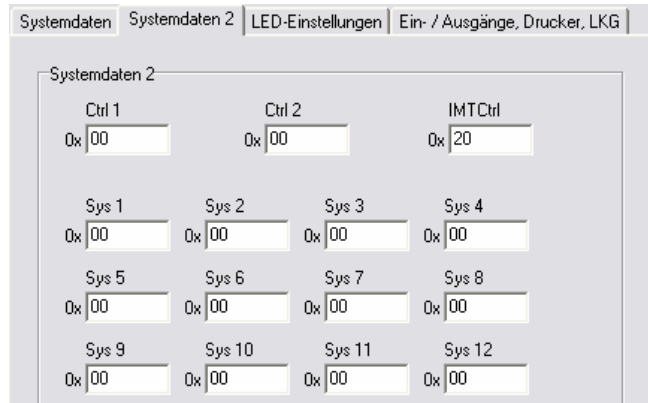 Systemdaten Systemdaten 2 LED-Einstellungen Ein- / Ausgänge, Drucker, LKG
Systemdaten 2
Ctrl 1 Ctrl 2 IMTCtrl
0x 00 0x 00 0x 20
Sys 1 Sys 2 Sys 3 Sys 4
0x 00 0x 00 0x 00 0x 00
Sys 5 Sys 6 Sys 7 Sys 8
0x 00 0x 00 0x 00 0x 00
Sys 9 Sys 10 Sys 11 Sys 12
0x 00 0x 00 0x 00 0x 00